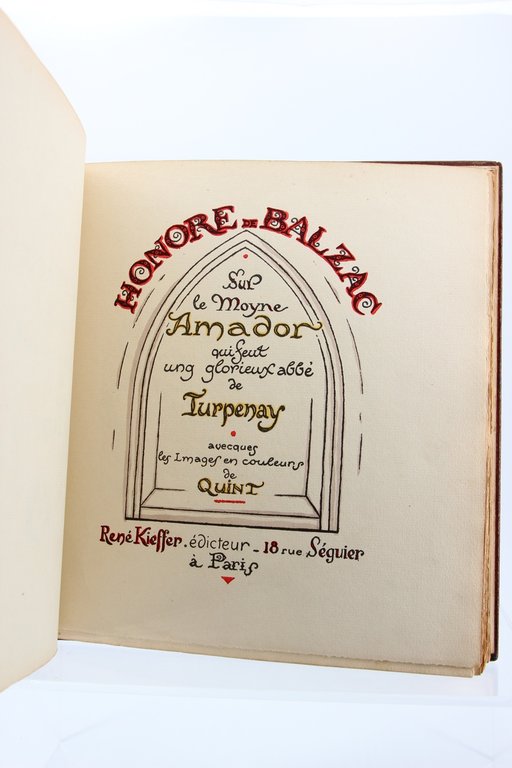 HONORE DE BALZAC
Sur
le Moyne
Amador
qui feut
ung glorieux abbé
de
Turpenay
avecques
les Images en couleurs
de
QUINT
René Kieffer . édicteur - 18 rue Séguier
à Paris